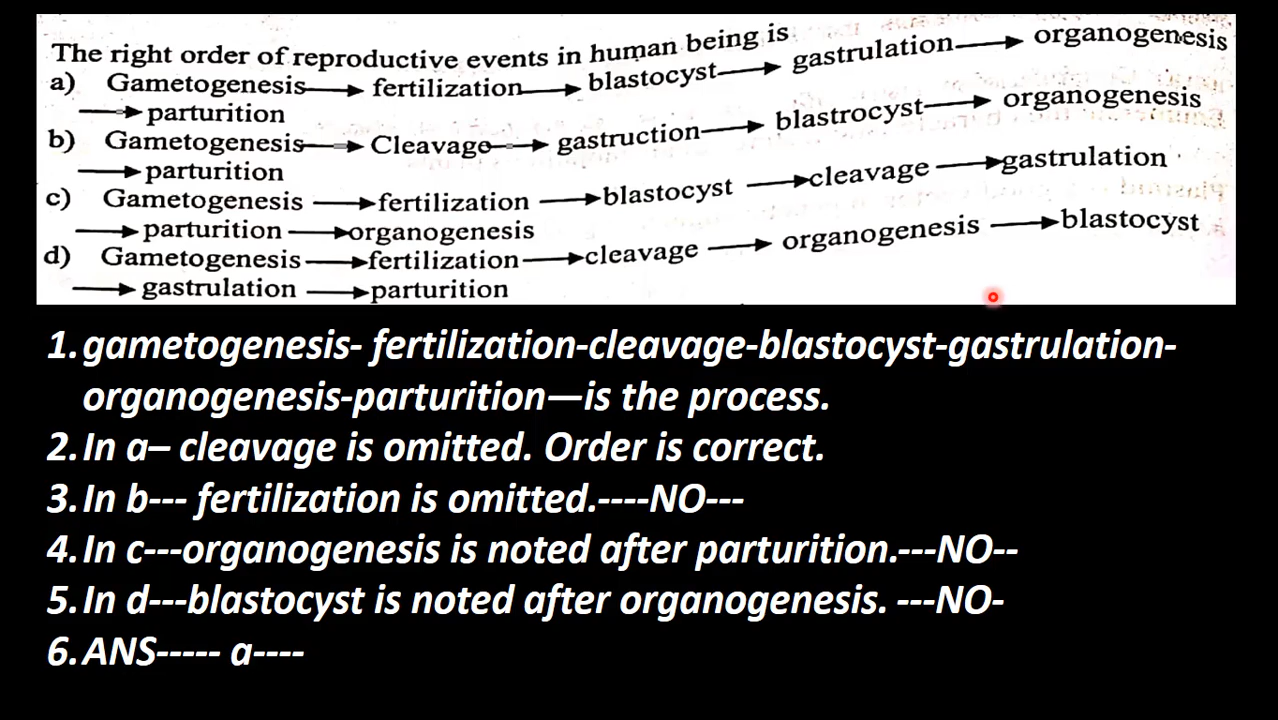 The right order of reproductive events in human being is
a) Gametogenesis → fertilization → blastocyst → gastrulation → organogenesis
→ parturition
b) Gametogenesis → Cleavage → gastruction → blastrocyst → organogenesis
→ parturition
c) Gametogenesis → fertilization → blastocyst → cleavage → gastrulation
→ parturition → organogenesis
d) Gametogenesis → fertilization → cleavage → organogenesis → blastocyst
→ gastrulation → parturition
1. gametogenesis- fertilization-cleavage-blastocyst-gastrulation-
organogenesis-parturition—is the process.
2. In a– cleavage is omitted. Order is correct.
3. In b--- fertilization is omitted.----NO---
4. In c---organogenesis is noted after parturition.---NO--
5. In d---blastocyst is noted after organogenesis. ---NO-
6. ANS----- a----